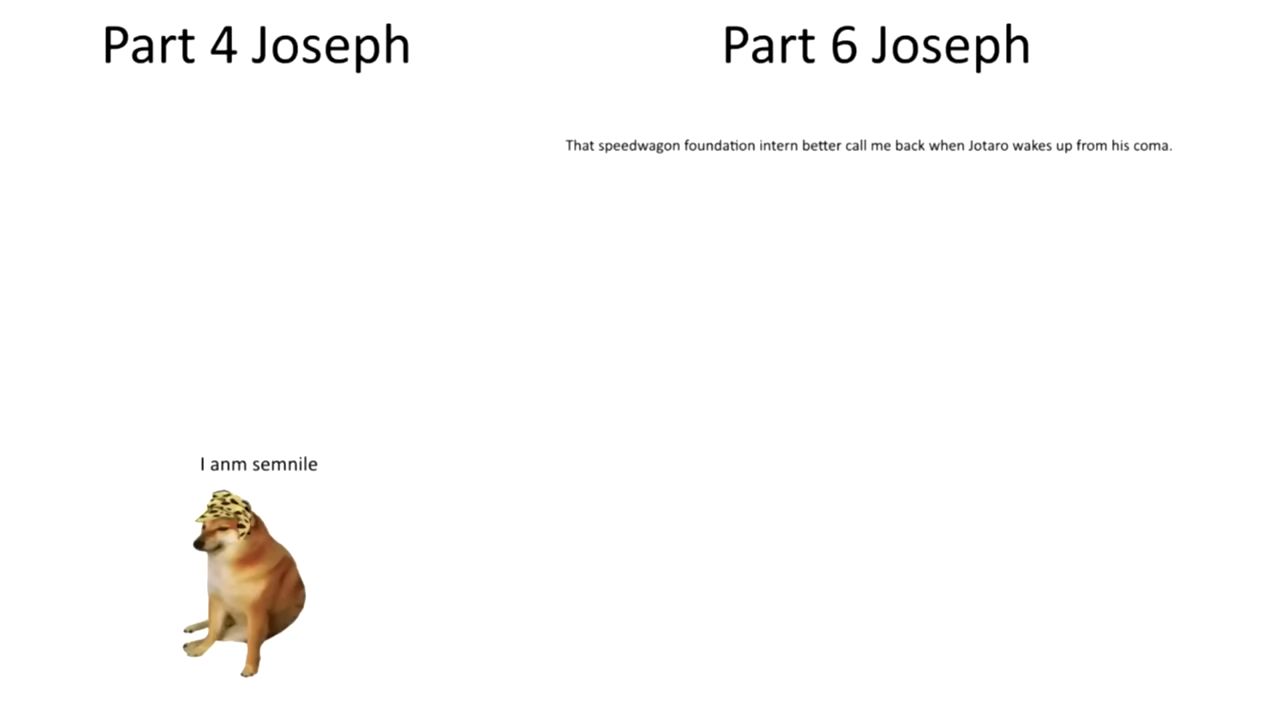 Part 4 Joseph
Part 6 Joseph
That speedwagon foundation intern better call me back when Jotaro wakes up from his coma.
I anm semnile